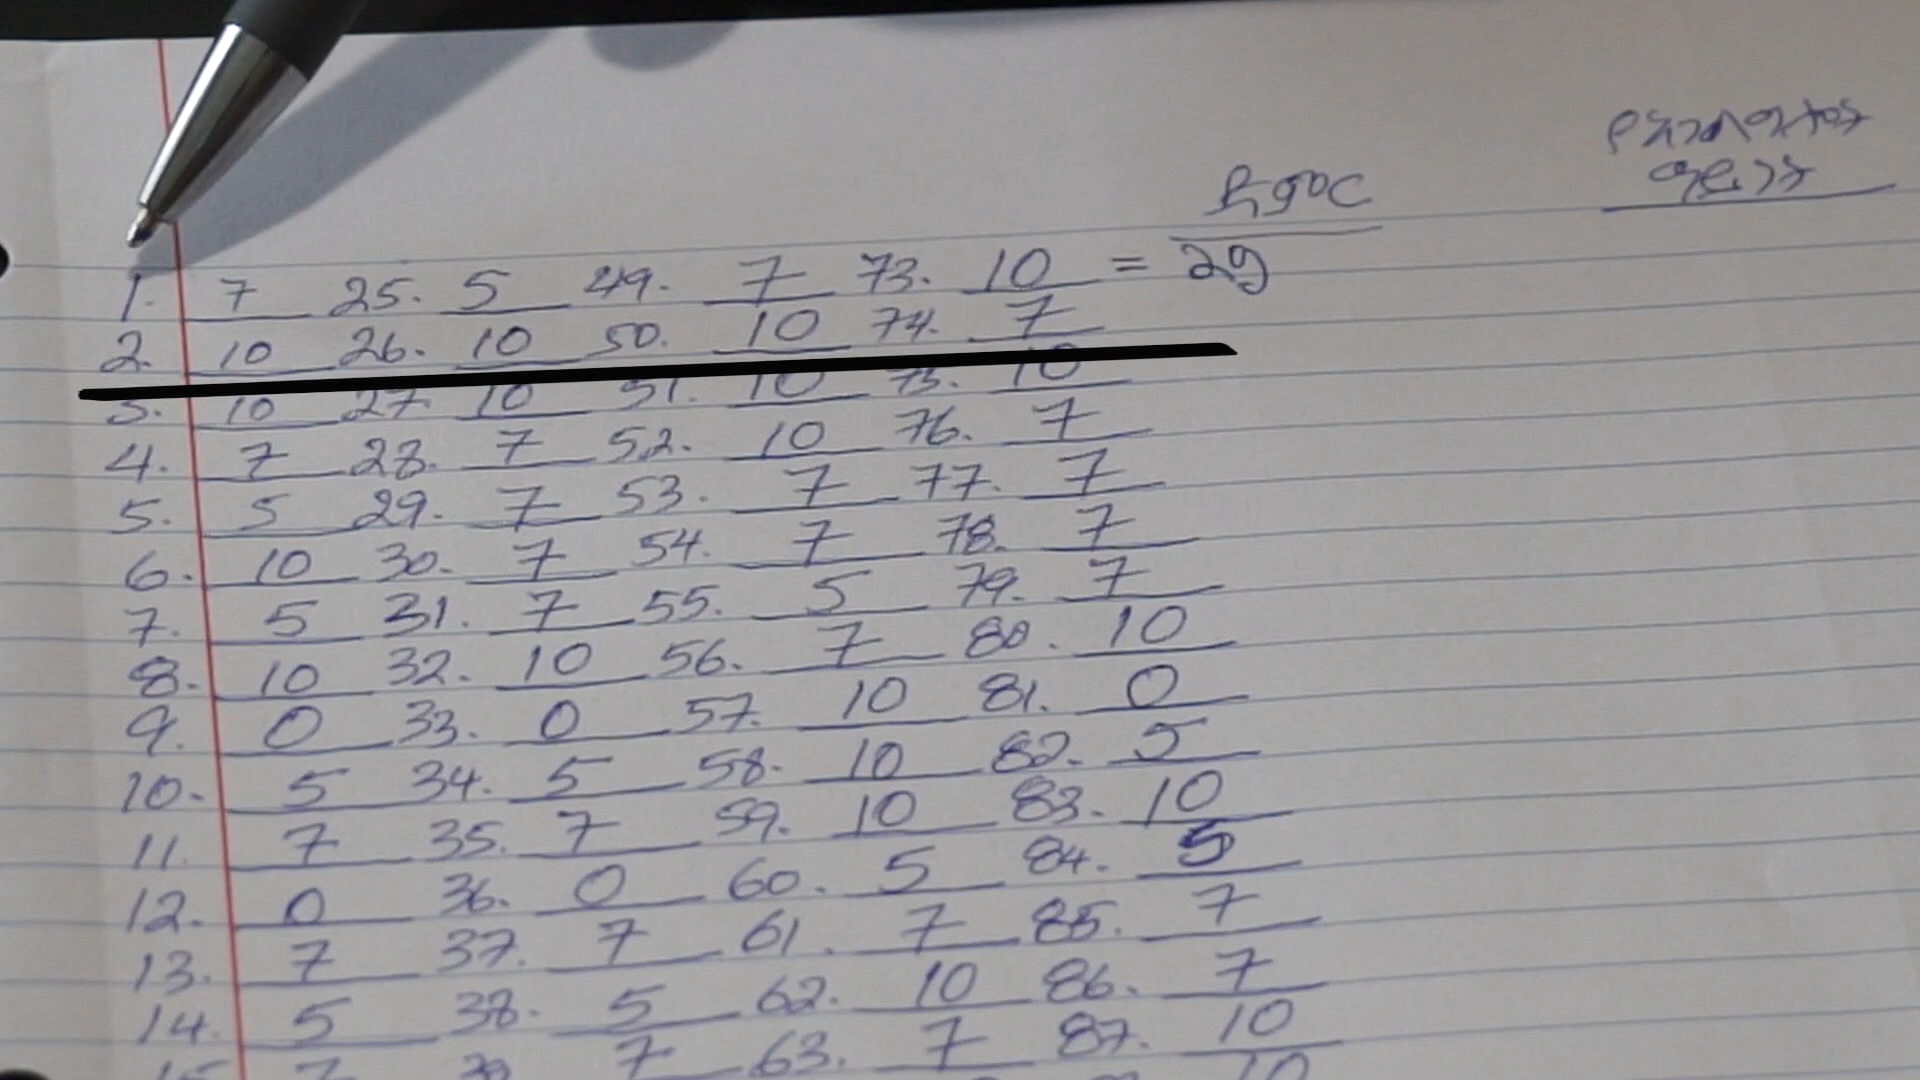 ድምር
1. 7 25. 5 49. 7 73. 10 = 29
2. 10 26. 10 50. 10 74. 7
3. 10 27. 10 51. 10 75. 10
4. 7 28. 7 52. 10 76. 7
5. 5 29. 7 53. 7 77. 7
6. 10 30. 7 54. 7 78. 7
7. 5 31. 7 55. 5 79. 7
8. 10 32. 10 56. 7 80. 10
9. 0 33. 0 57. 10 81. 0
10. 5 34. 5 58. 10 82. 5
11. 7 35. 7 59. 10 83. 10
12. 0 36. 0 60. 5 84. 5
13. 7 37. 7 61. 7 85. 7
14. 5 38. 5 62. 10 86. 7
15 7 39 7 63. 7 87. 10
10